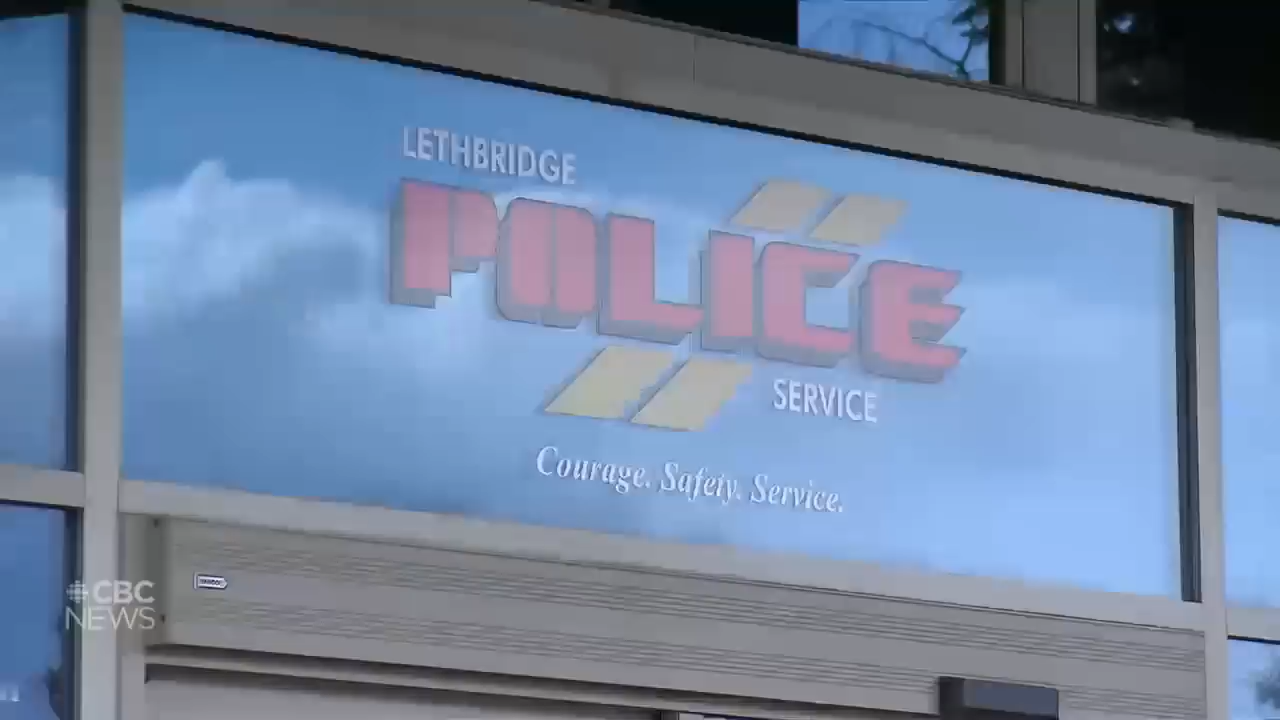 LETHBRIDGE
POLICE
SERVICE
Courage. Safety. Service.
CBC
NEWS